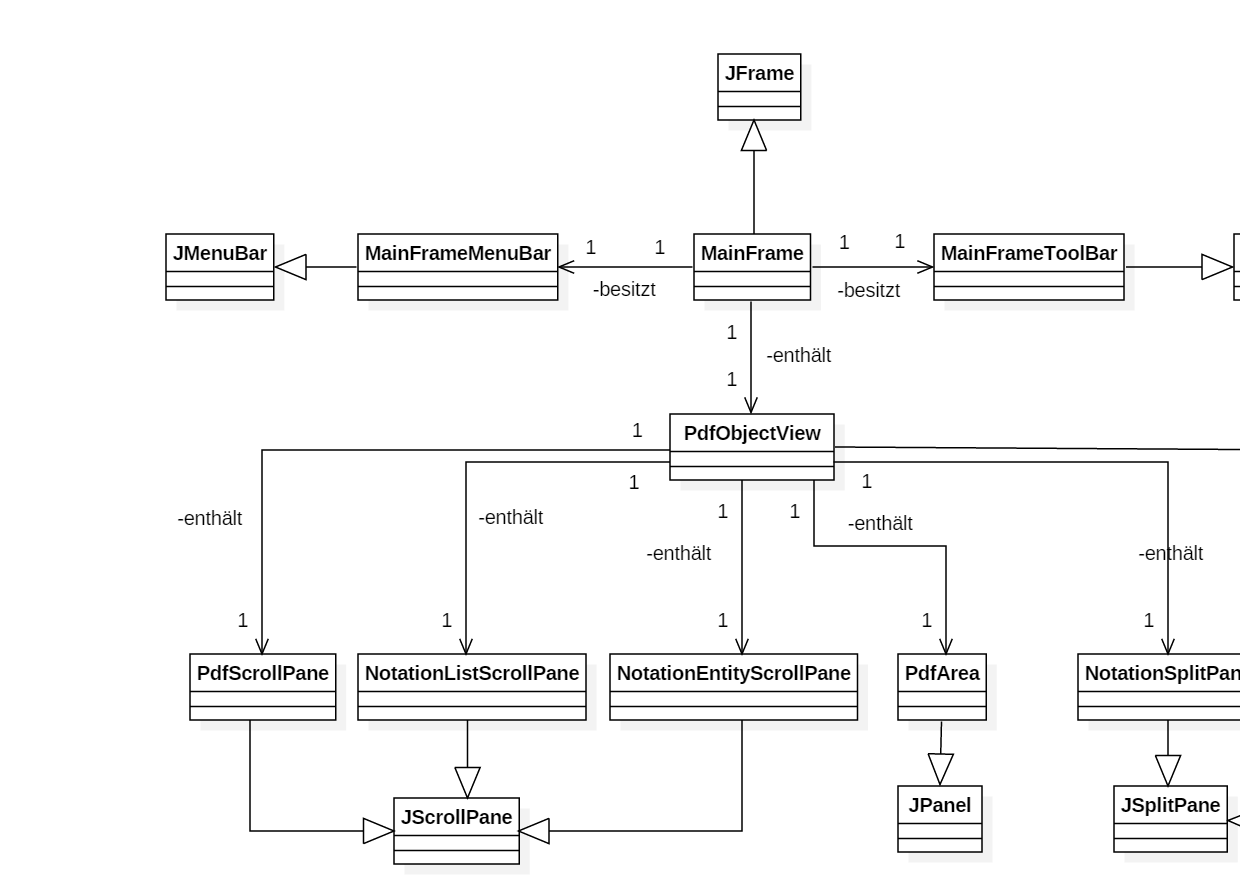 JFrame
JMenuBar
MainFrameMenuBar
1
1
MainFrame
1
1
MainFrameToolBar
-besitzt
-besitzt
1
-enthält
1
1
PdfObjectView
1
1
-enthält
-enthält
1
1
-enthält
-enthält
-enthält
1
1
1
1
1
PdfScrollPane
NotationListScrollPane
NotationEntityScrollPane
PdfArea
NotationSplitPan
JScrollPane
JPanel
JSplitPane